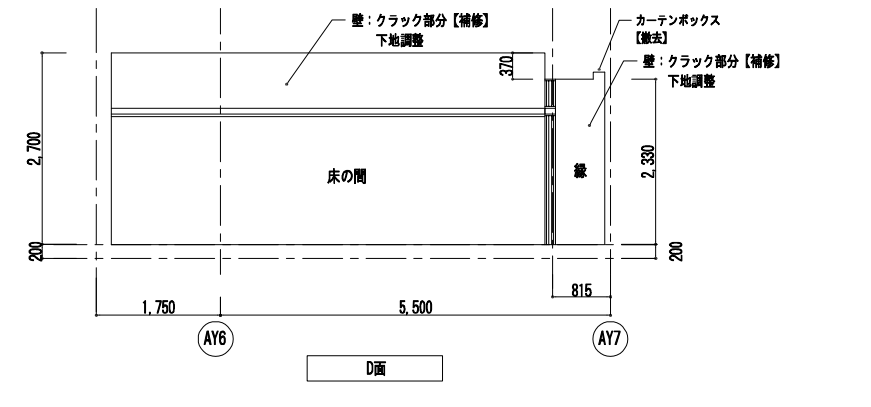 壁：クラック部分【補修】
下地調整
カーテンボックス
【撤去】
壁：クラック部分【補修】
下地調整
370
2,700
2,330
床の間
縁
200
200
815
1,750
5,500
AY6
AY7
D面